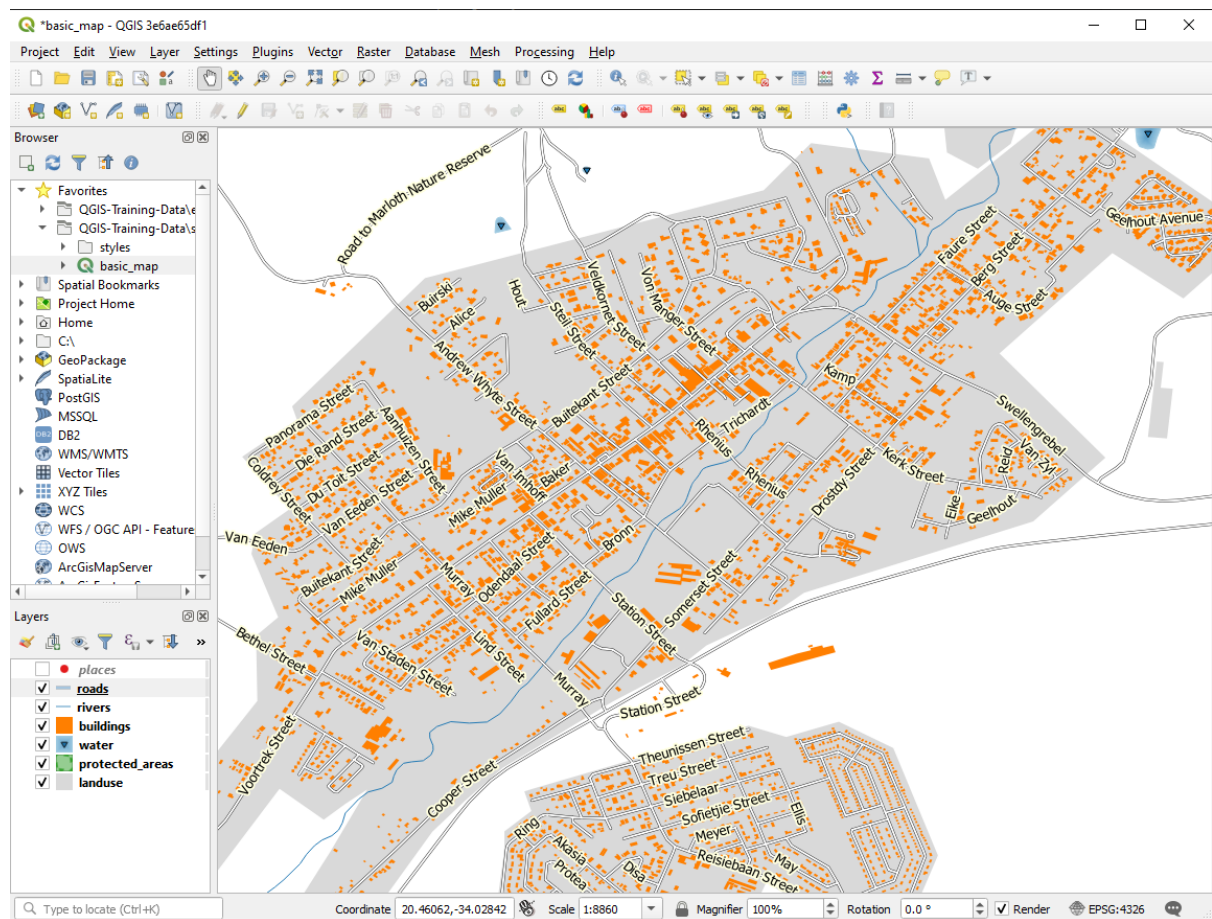 *basic_map - QGIS 3e6ae65df1
Project Edit View Layer Settings Plugins Vector Raster Database Mesh Processing Help
Browser
Favorites
QGIS-Training-Data\e
QGIS-Training-Data\s
styles
basic_map
Spatial Bookmarks
Project Home
Home
C:\
GeoPackage
SpatiaLite
PostGIS
MSSQL
DB2
WMS/WMTS
Vector Tiles
XYZ Tiles
WCS
WFS / OGC API - Feature
OWS
ArcGisMapServer
Layers
places
roads
rivers
buildings
water
protected_areas
landuse
Road to Marloth Nature Reserve
Geelhout Avenue
Faure Street
Berg Street
Auge Street
Buirski
Alice
Hout
Steil Street
Veldkornet Street
Von Manger Street
Andrew Whyte Street
Buitekant Street
Kamp
Swellengrebel
Panorama Street
Die Rand Street
Aanhuizen Street
Coldrey Street
Du Toit Street
Van Eeden Street
Van Imhoff
Baker
Mike Muller
Rhenius
Trichardt
Rhenius
Drostdy Street
Kerk Street
Reid
Van Zyl
Eike
Geelhout
Van Eeden
Buitekant Street
Mike Muller
Murray
Odendaal Street
Bronn
Fullard Street
Station Street
Somerset Street
Bethel Street
Van Staden Street
Lind Street
Murray
Station Street
Voortrek Street
Cooper Street
Theunissen Street
Treu Street
Siebelaar
Sofietjie Street
Ellis
Meyer
Ring
Akasia
Protea
Disa
Reisiebaan Street
May
Type to locate (Ctrl+K) Coordinate 20.46062,-34.02842 Scale 1:8860 Magnifier 100% Rotation 0.0 ° Render EPSG:4326